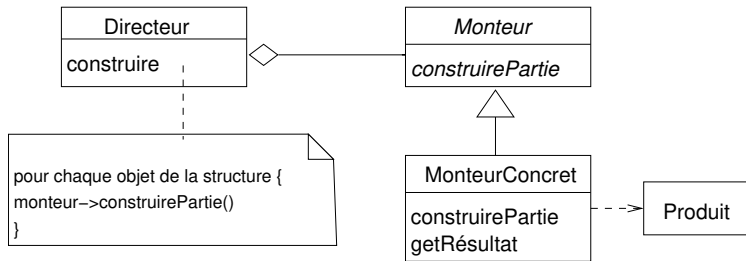 Directeur
construire
Monteur
construirePartie
pour chaque objet de la structure {
monteur->construirePartie()
}
MonteurConcret
construirePartie
getRésultat
Produit